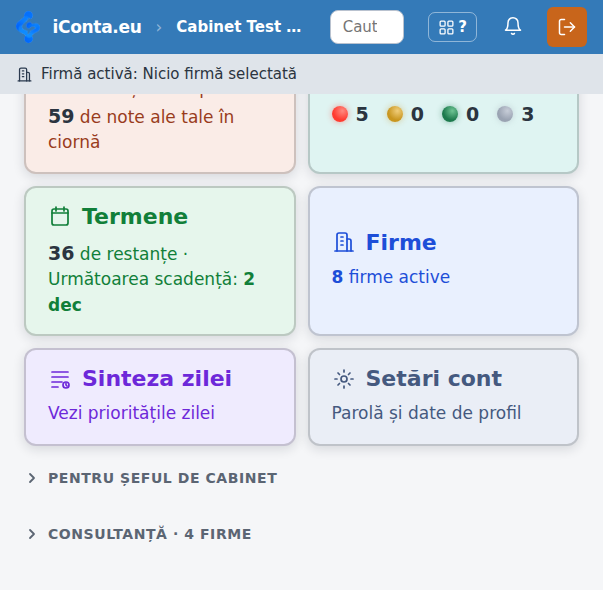 iConta.eu › Cabinet Test ... Caut ?
Firmă activă: Nicio firmă selectată
59 de note ale tale în
ciornă
5 0 0 3
Termene
36 de restanțe ·
Următoarea scadență: 2
dec
Firme
8 firme active
Sinteza zilei
Vezi prioritățile zilei
Setări cont
Parolă și date de profil
PENTRU ȘEFUL DE CABINET
CONSULTANȚĂ · 4 FIRME